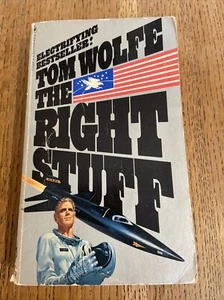 ELECTRIFYING
BESTSELLER!
TOM WOLFE
THE
RIGHT
STUFF